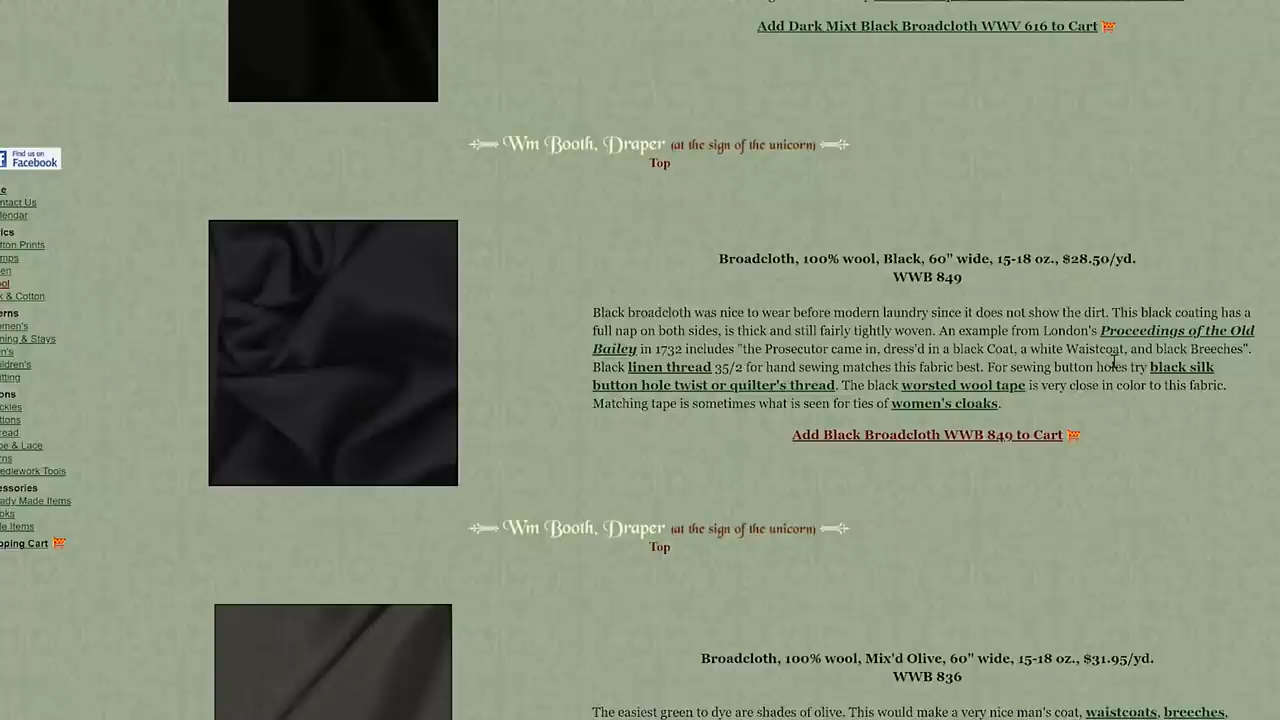 Add Dark Mixt Black Broadcloth WWV 616 to Cart
Wm Booth, Draper (at the sign of the unicorn)
Top
Find us on
Facebook
ntact Us
lendar
rics
tton Prints
mps
en
ol
k & Cotton
erns
men's
ning & Stays
n's
ildren's
itting
ions
ckles
ttons
read
pe & Lace
rns
edlework Tools
essories
ady Made Items
oks
le Items
pping Cart
Broadcloth, 100% wool, Black, 60" wide, 15-18 oz., $28.50/yd.
WWB 849
Black broadcloth was nice to wear before modern laundry since it does not show the dirt. This black coating has a
full nap on both sides, is thick and still fairly tightly woven. An example from London's Proceedings of the Old
Bailey in 1732 includes "the Prosecutor came in, dress'd in a black Coat, a white Waistcoat, and black Breeches".
Black linen thread 35/2 for hand sewing matches this fabric best. For sewing button holes try black silk
button hole twist or quilter's thread. The black worsted wool tape is very close in color to this fabric.
Matching tape is sometimes what is seen for ties of women's cloaks.
Add Black Broadcloth WWB 849 to Cart
Wm Booth, Draper (at the sign of the unicorn)
Top
Broadcloth, 100% wool, Mix'd Olive, 60" wide, 15-18 oz., $31.95/yd.
WWB 836
The easiest green to dye are shades of olive. This would make a very nice man's coat, waistcoats, breeches,